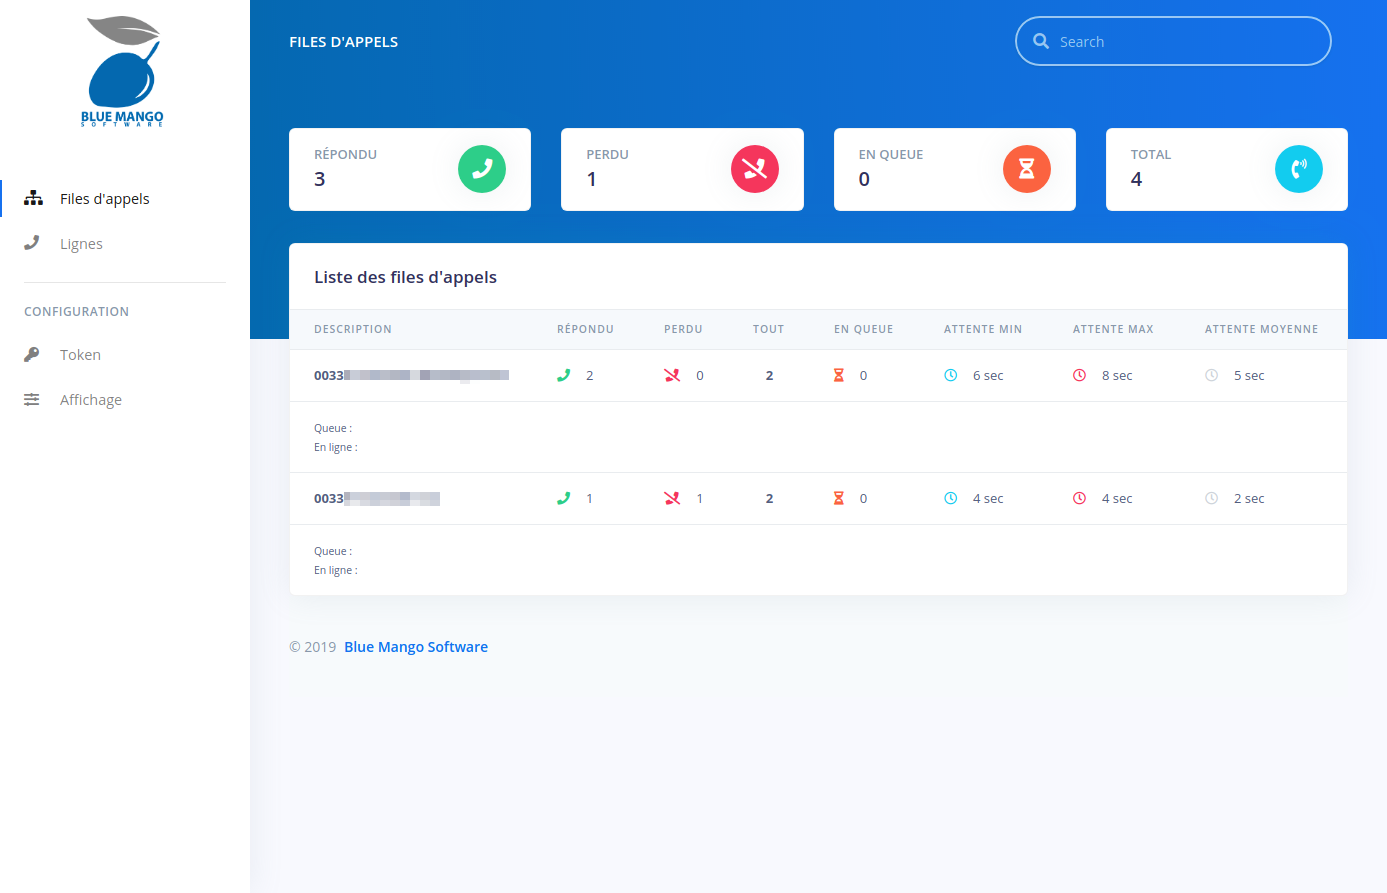 BLUE MANGO
SOFTWARE
Files d'appels
Lignes
CONFIGURATION
Token
Affichage
FILES D'APPELS
Search
RÉPONDU
3
PERDU
1
EN QUEUE
0
TOTAL
4
Liste des files d'appels
DESCRIPTION RÉPONDU PERDU TOUT EN QUEUE ATTENTE MIN ATTENTE MAX ATTENTE MOYENNE
0033 2 0 2 0 6 sec 8 sec 5 sec
Queue :
En ligne :
0033 1 1 2 0 4 sec 4 sec 2 sec
Queue :
En ligne :
© 2019 Blue Mango Software